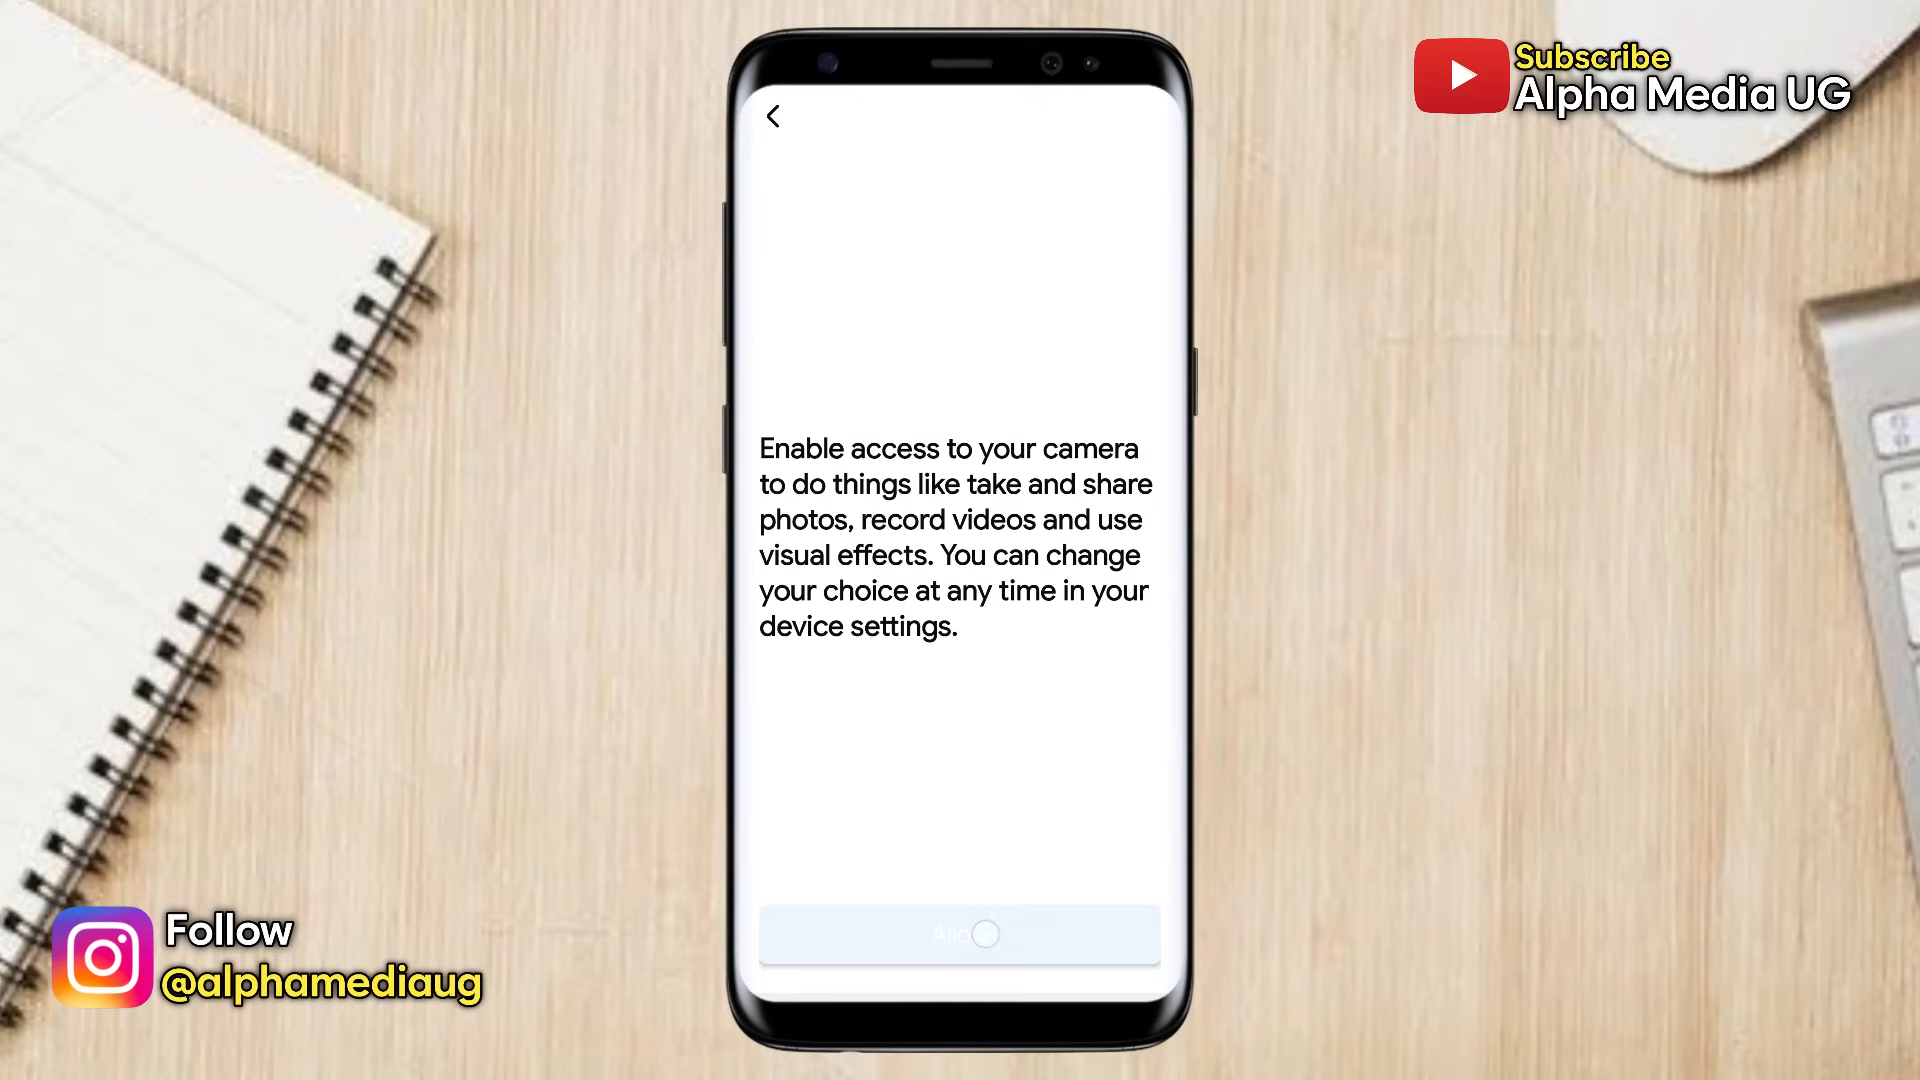 Subscribe
Alpha Media UG
Enable access to your camera
to do things like take and share
photos, record videos and use
visual effects. You can change
your choice at any time in your
device settings.
Follow
@alphamediaug